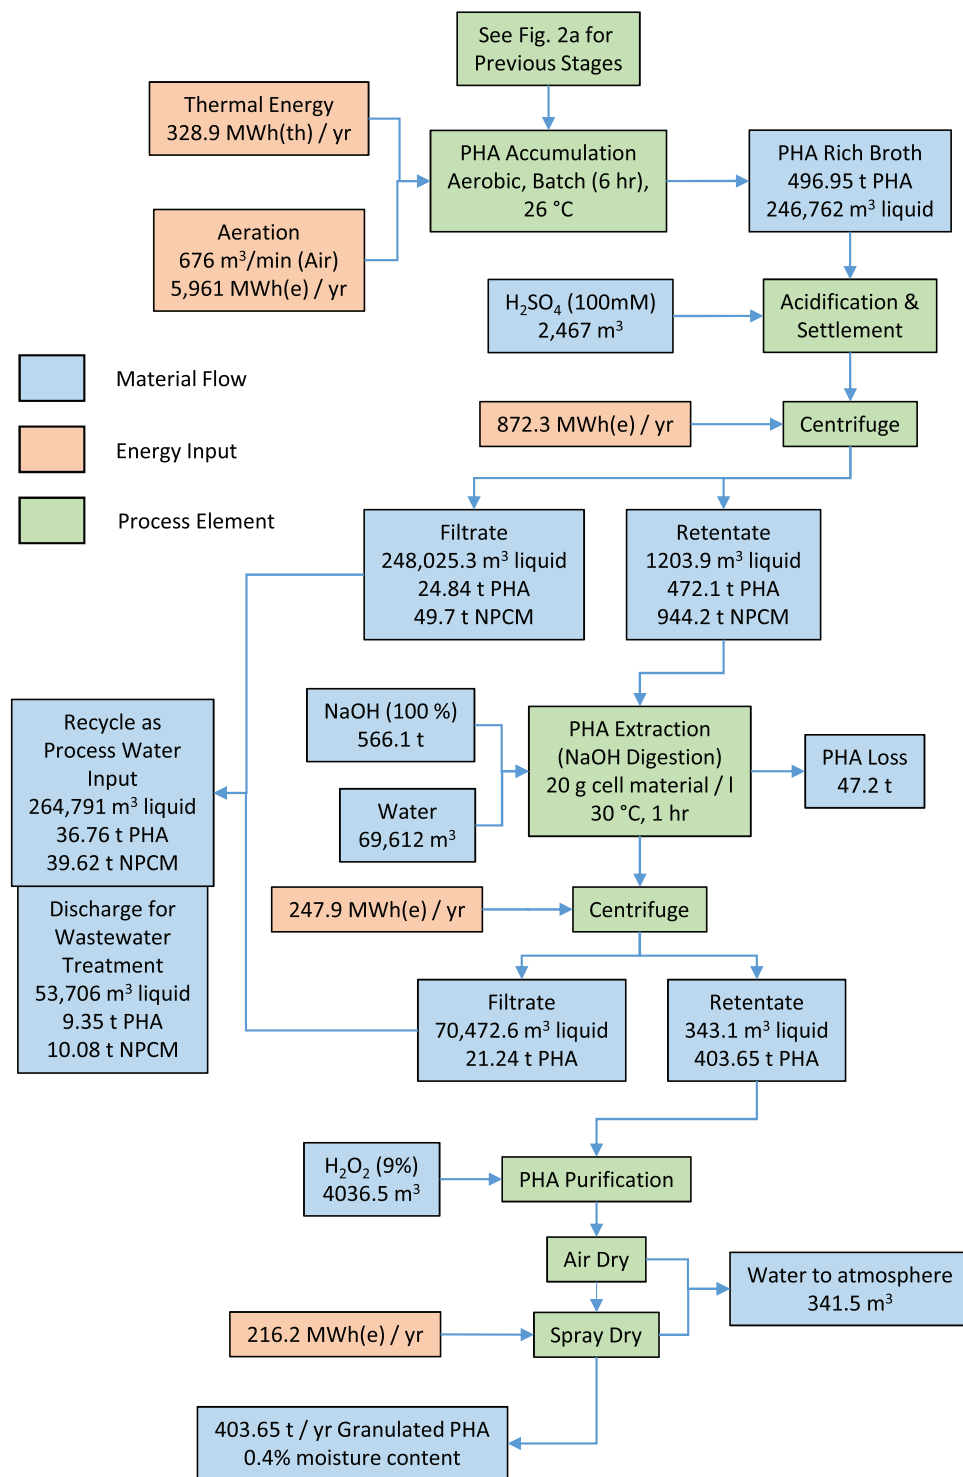 See Fig. 2a for
Previous Stages
Thermal Energy
328.9 MWh(th) / yr
PHA Accumulation
Aerobic, Batch (6 hr),
26 °C
PHA Rich Broth
496.95 t PHA
246,762 m³ liquid
Aeration
676 m³/min (Air)
5,961 MWh(e) / yr
H₂SO₄ (100mM)
2,467 m³
Acidification &
Settlement
Material Flow
Energy Input
Process Element
872.3 MWh(e) / yr
Centrifuge
Filtrate
248,025.3 m³ liquid
24.84 t PHA
49.7 t NPCM
Retentate
1203.9 m³ liquid
472.1 t PHA
944.2 t NPCM
NaOH (100 %)
566.1 t
Water
69,612 m³
PHA Extraction
(NaOH Digestion)
20 g cell material / l
30 °C, 1 hr
PHA Loss
47.2 t
Recycle as
Process Water
Input
264,791 m³ liquid
36.76 t PHA
39.62 t NPCM
Discharge for
Wastewater
Treatment
53,706 m³ liquid
9.35 t PHA
10.08 t NPCM
247.9 MWh(e) / yr
Centrifuge
Filtrate
70,472.6 m³ liquid
21.24 t PHA
Retentate
343.1 m³ liquid
403.65 t PHA
H₂O₂ (9%)
4036.5 m³
PHA Purification
Air Dry
Water to atmosphere
341.5 m³
216.2 MWh(e) / yr
Spray Dry
403.65 t / yr Granulated PHA
0.4% moisture content